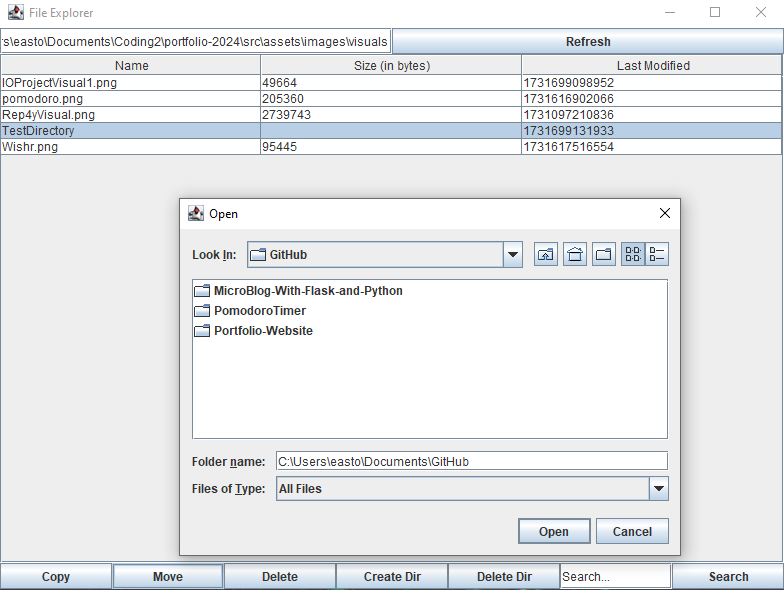 File Explorer
rs\easto\Documents\Coding2\portfolio-2024\src\assets\images\visuals Refresh
Name Size (in bytes) Last Modified
IOProjectVisual1.png 49664 1731699098952
pomodoro.png 205360 1731616902066
Rep4yVisual.png 2739743 1731097210836
TestDirectory 1731699131933
Wishr.png 95445 1731617516554
Open
Look In: GitHub
MicroBlog-With-Flask-and-Python
PomodoroTimer
Portfolio-Website
Folder name: C:\Users\easto\Documents\GitHub
Files of Type: All Files
Open Cancel
Copy Move Delete Create Dir Delete Dir Search... Search